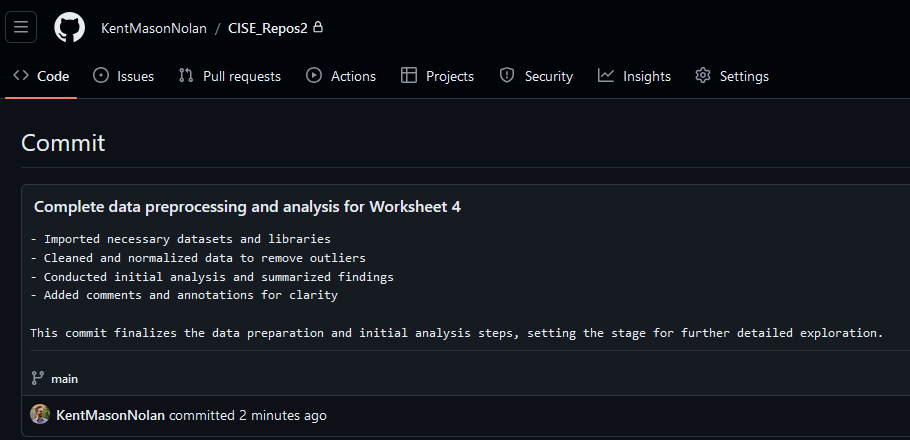 KentMasonNolan / CISE_Repos2
Code Issues Pull requests Actions Projects Security Insights Settings
Commit
Complete data preprocessing and analysis for Worksheet 4
- Imported necessary datasets and libraries
- Cleaned and normalized data to remove outliers
- Conducted initial analysis and summarized findings
- Added comments and annotations for clarity
This commit finalizes the data preparation and initial analysis steps, setting the stage for further detailed exploration.
main
KentMasonNolan committed 2 minutes ago